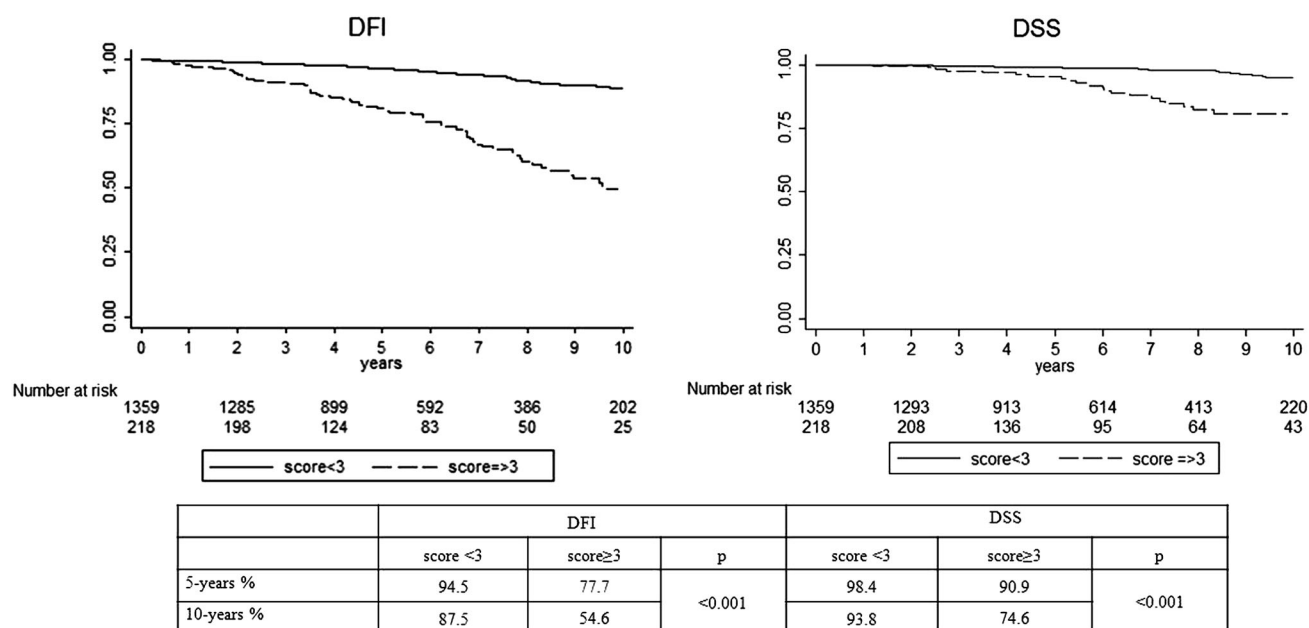 DFI
DSS
1.00
0.75
0.50
0.25
0.00
0 1 2 3 4 5 6 7 8 9 10
years
1.00
0.75
0.50
0.25
0.00
0 1 2 3 4 5 6 7 8 9 10
years
Number at risk
1359 1285 899 592 386 202
218 198 124 83 50 25
score<3 score=>3
Number at risk
1359 1293 913 614 413 220
218 208 136 95 64 43
score<3 score =>3
DFI DSS
score <3 score≥3 p score <3 score≥3 p
5-years % 94.5 77.7 <0.001 98.4 90.9 <0.001
10-years % 87.5 54.6 93.8 74.6